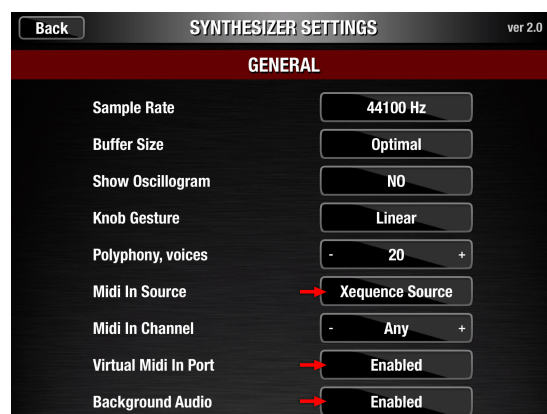 Back SYNTHESIZER SETTINGS ver 2.0
GENERAL
Sample Rate 44100 Hz
Buffer Size Optimal
Show Oscillogram NO
Knob Gesture Linear
Polyphony, voices - 20 +
Midi In Source Xequence Source
Midi In Channel - Any +
Virtual Midi In Port Enabled
Background Audio Enabled